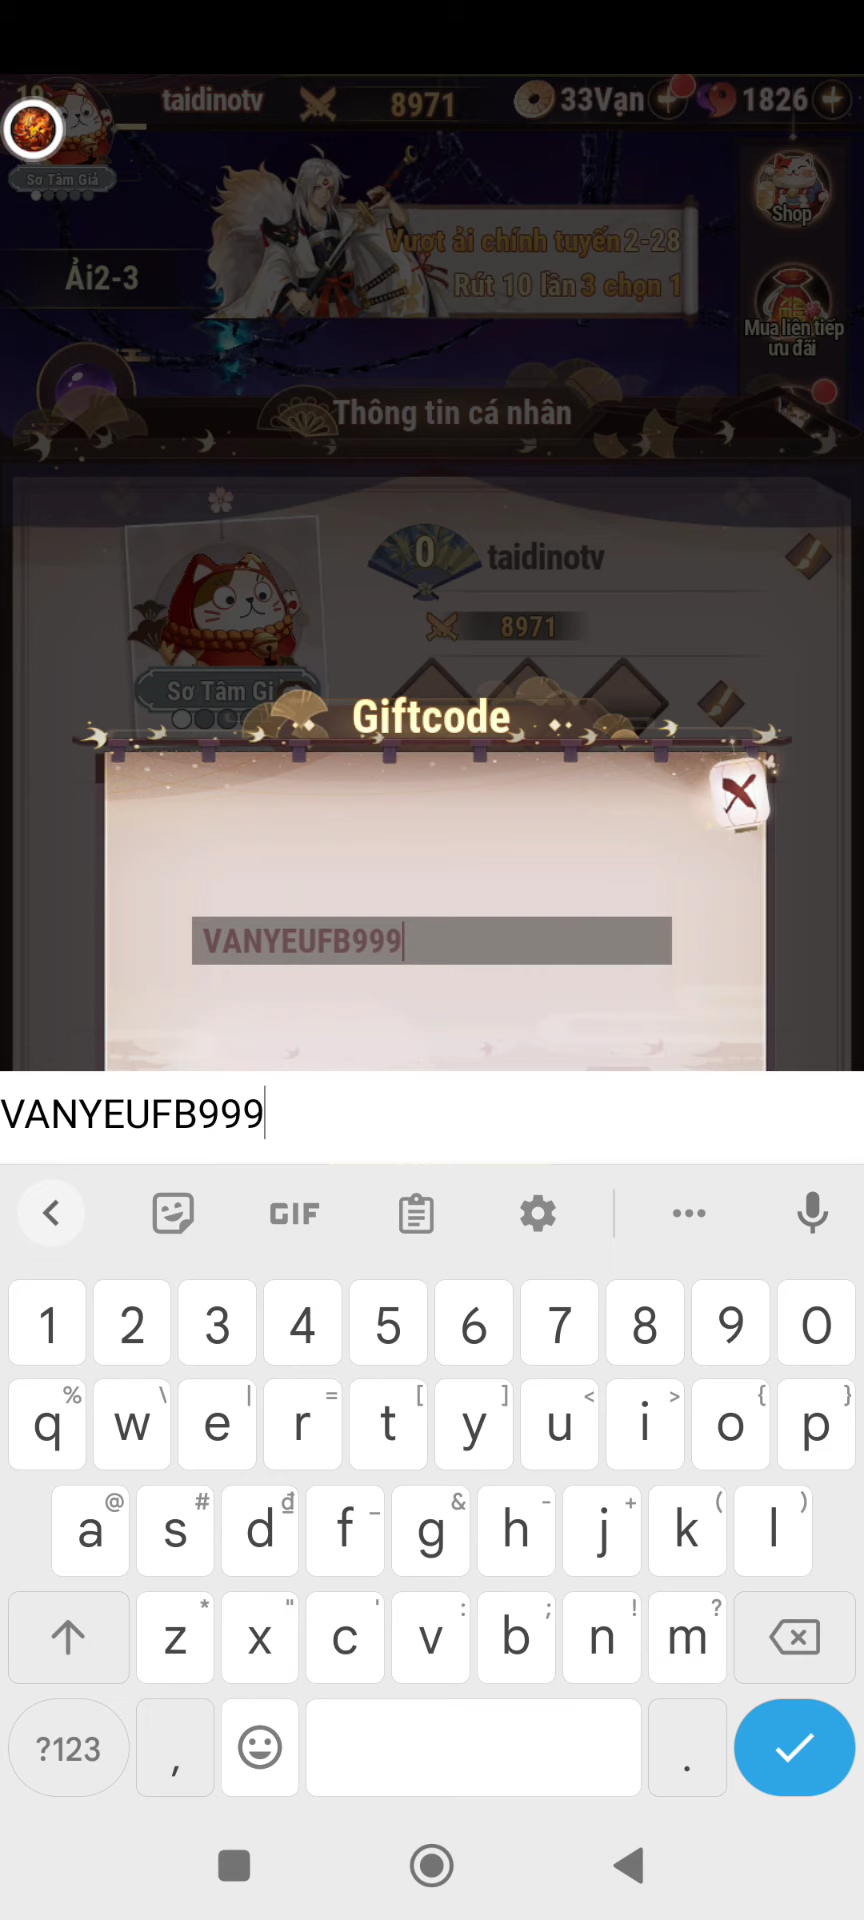 19
taidinotv
8971
33Vạn
1826
Sơ Tâm Giả
Shop
Vượt ải chính tuyến 2-28
Rút 10 lần 3 chọn 1
Ải2-3
Mua liên tiếp
ưu đãi
Thông tin cá nhân
0
taidinotv
8971
Sơ Tâm Gi
Giftcode
VANYEUFB999
VANYEUFB999
GIF
1 2 3 4 5 6 7 8 9 0
% \ | = [ ] < > { }
q w e r t y u i o p
@ # đ _ & - + ( )
a s d f g h j k l
* " ' : ; ! ?
z x c v b n m
?123 , .